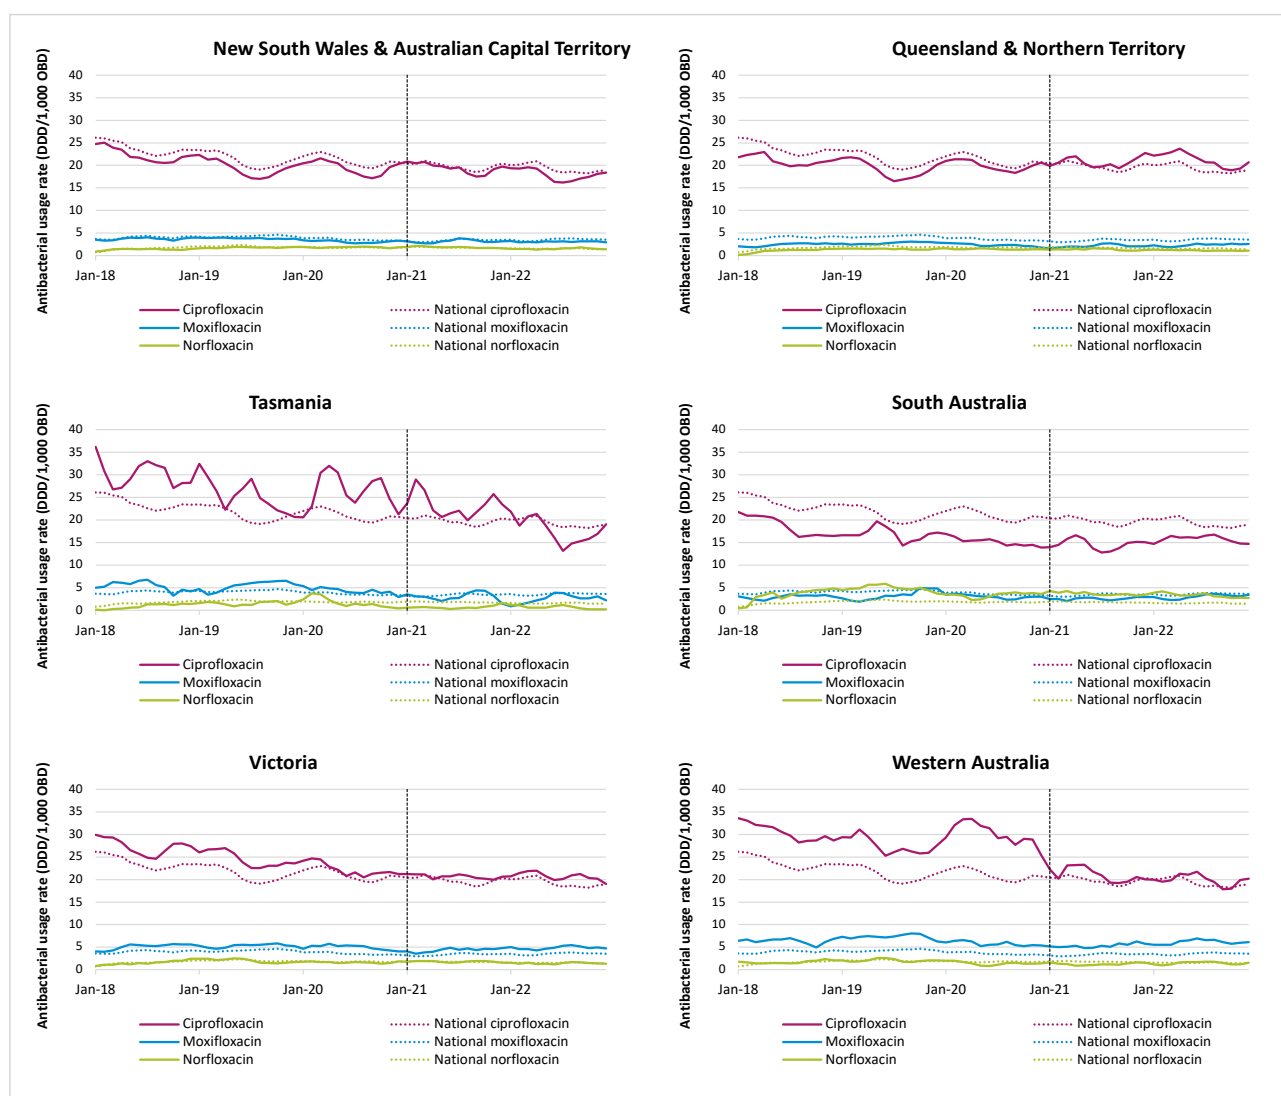 New South Wales & Australian Capital Territory
Antibacterial usage rate (DDD/1,000 OBD)
40
35
30
25
20
15
10
5
0
Jan-18 Jan-19 Jan-20 Jan-21 Jan-22
Ciprofloxacin National ciprofloxacin
Moxifloxacin National moxifloxacin
Norfloxacin National norfloxacin
Queensland & Northern Territory
Antibacterial usage rate (DDD/1,000 OBD)
40
35
30
25
20
15
10
5
0
Jan-18 Jan-19 Jan-20 Jan-21 Jan-22
Ciprofloxacin National ciprofloxacin
Moxifloxacin National moxifloxacin
Norfloxacin National norfloxacin
Tasmania
Antibacterial usage rate (DDD/1,000 OBD)
40
35
30
25
20
15
10
5
0
Jan-18 Jan-19 Jan-20 Jan-21 Jan-22
Ciprofloxacin National ciprofloxacin
Moxifloxacin National moxifloxacin
Norfloxacin National norfloxacin
South Australia
Antibacterial usage rate (DDD/1,000 OBD)
40
35
30
25
20
15
10
5
0
Jan-18 Jan-19 Jan-20 Jan-21 Jan-22
Ciprofloxacin National ciprofloxacin
Moxifloxacin National moxifloxacin
Norfloxacin National norfloxacin
Victoria
Antibacterial usage rate (DDD/1,000 OBD)
40
35
30
25
20
15
10
5
0
Jan-18 Jan-19 Jan-20 Jan-21 Jan-22
Ciprofloxacin National ciprofloxacin
Moxifloxacin National moxifloxacin
Norfloxacin National norfloxacin
Western Australia
Antibacterial usage rate (DDD/1,000 OBD)
40
35
30
25
20
15
10
5
0
Jan-18 Jan-19 Jan-20 Jan-21 Jan-22
Ciprofloxacin National ciprofloxacin
Moxifloxacin National moxifloxacin
Norfloxacin National norfloxacin